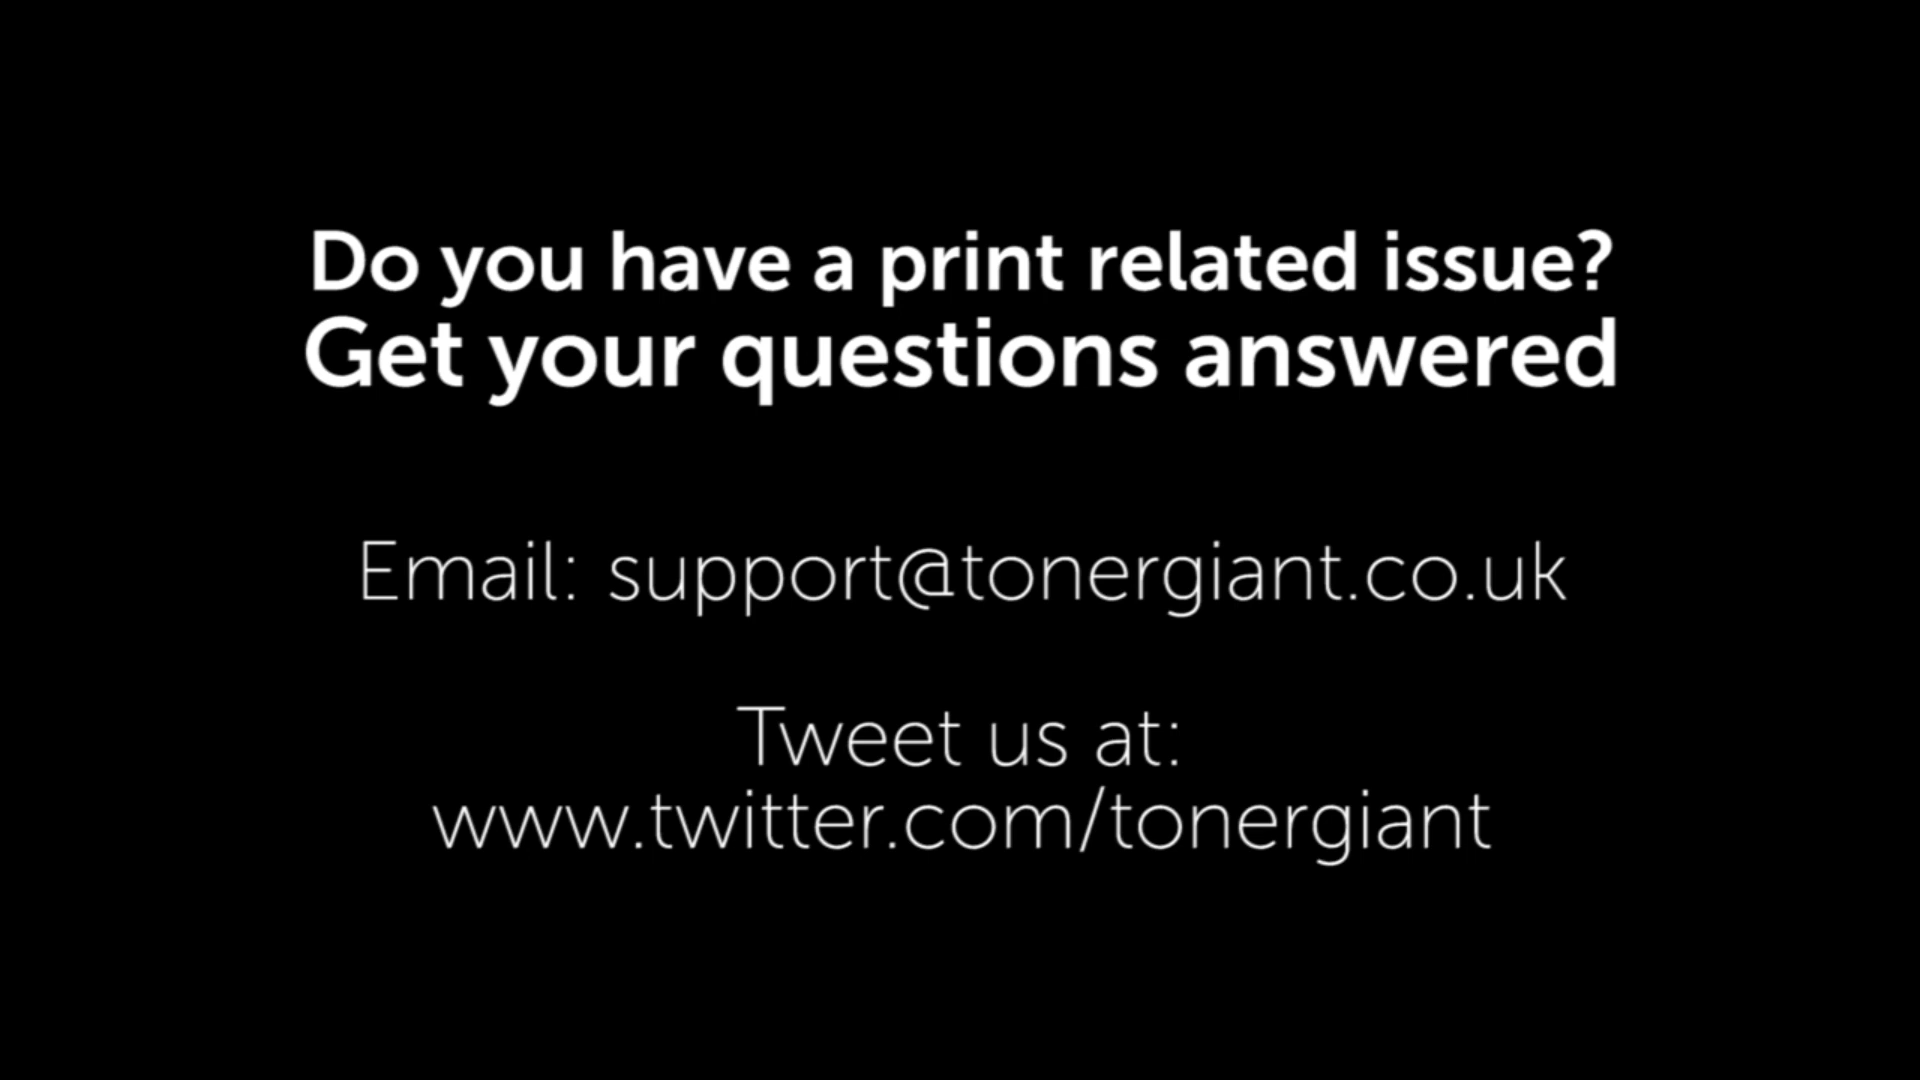 Do you have a print related issue?
Get your questions answered
Email: support@tonergiant.co.uk
Tweet us at:
www.twitter.com/tonergiant